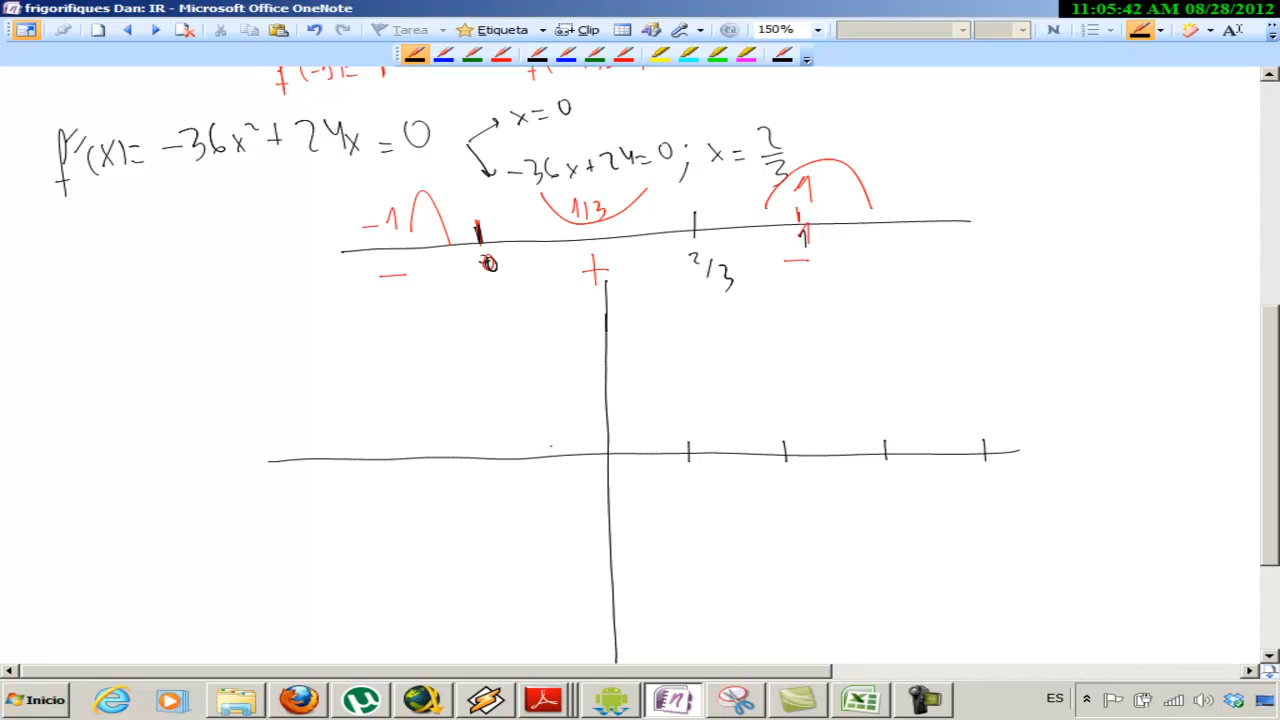 frigorifiques Dan: IR - Microsoft Office OneNote
11:05:42 AM 08/28/2012
Tarea Etiqueta Clip 150% N A
f''(x)= -36x² + 24x = 0
x = 0
-36x + 24 = 0; x = 2/3
-1 1/3 1
0 2/3 1
- + -
Inicio ES